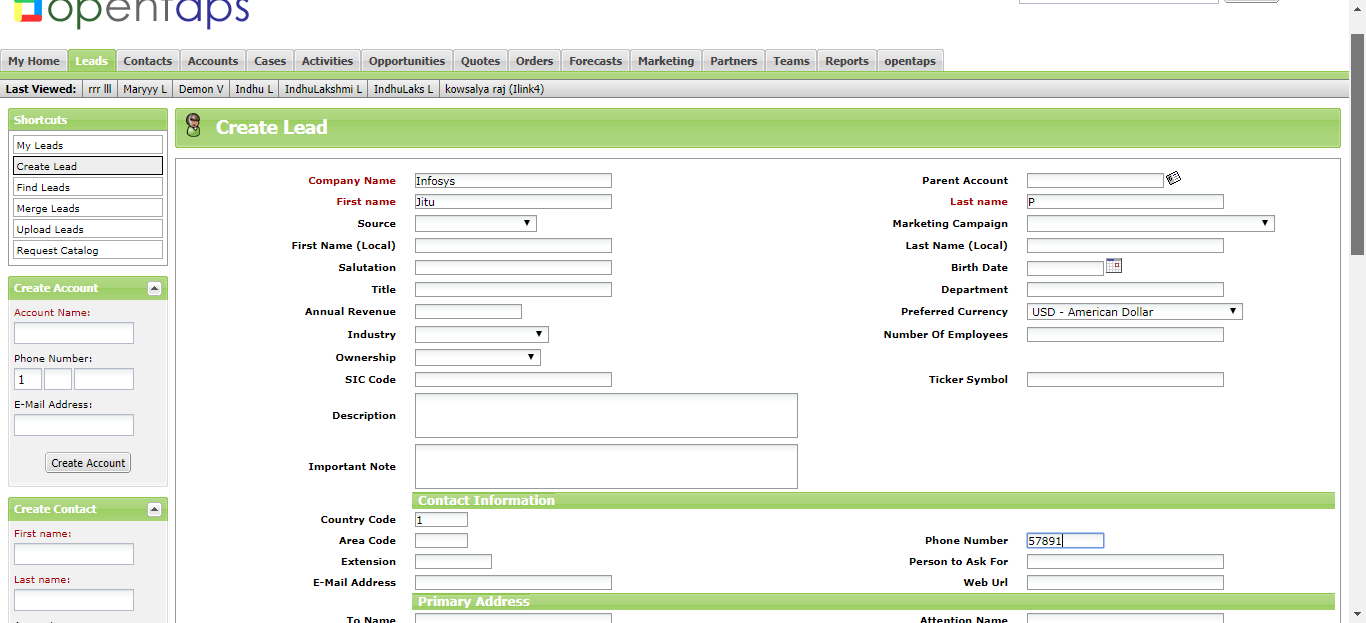 opentaps
My Home Leads Contacts Accounts Cases Activities Opportunities Quotes Orders Forecasts Marketing Partners Teams Reports opentaps
Last Viewed: rrr lll Maryyy L Demon V Indhu L IndhuLakshmi L IndhuLaks L kowsalya raj (Ilink4)
Shortcuts
My Leads
Create Lead
Find Leads
Merge Leads
Upload Leads
Request Catalog
Create Account
Account Name:
Phone Number:
1
E-Mail Address:
Create Account
Create Contact
First name:
Last name:
Create Lead
Company Name Infosys Parent Account
First name Jitu Last name P
Source Marketing Campaign
First Name (Local) Last Name (Local)
Salutation Birth Date
Title Department
Annual Revenue Preferred Currency USD - American Dollar
Industry Number Of Employees
Ownership
SIC Code Ticker Symbol
Description
Important Note
Contact Information
Country Code 1
Area Code Phone Number 57891
Extension Person to Ask For
E-Mail Address Web Url
Primary Address
To Name Attention Name